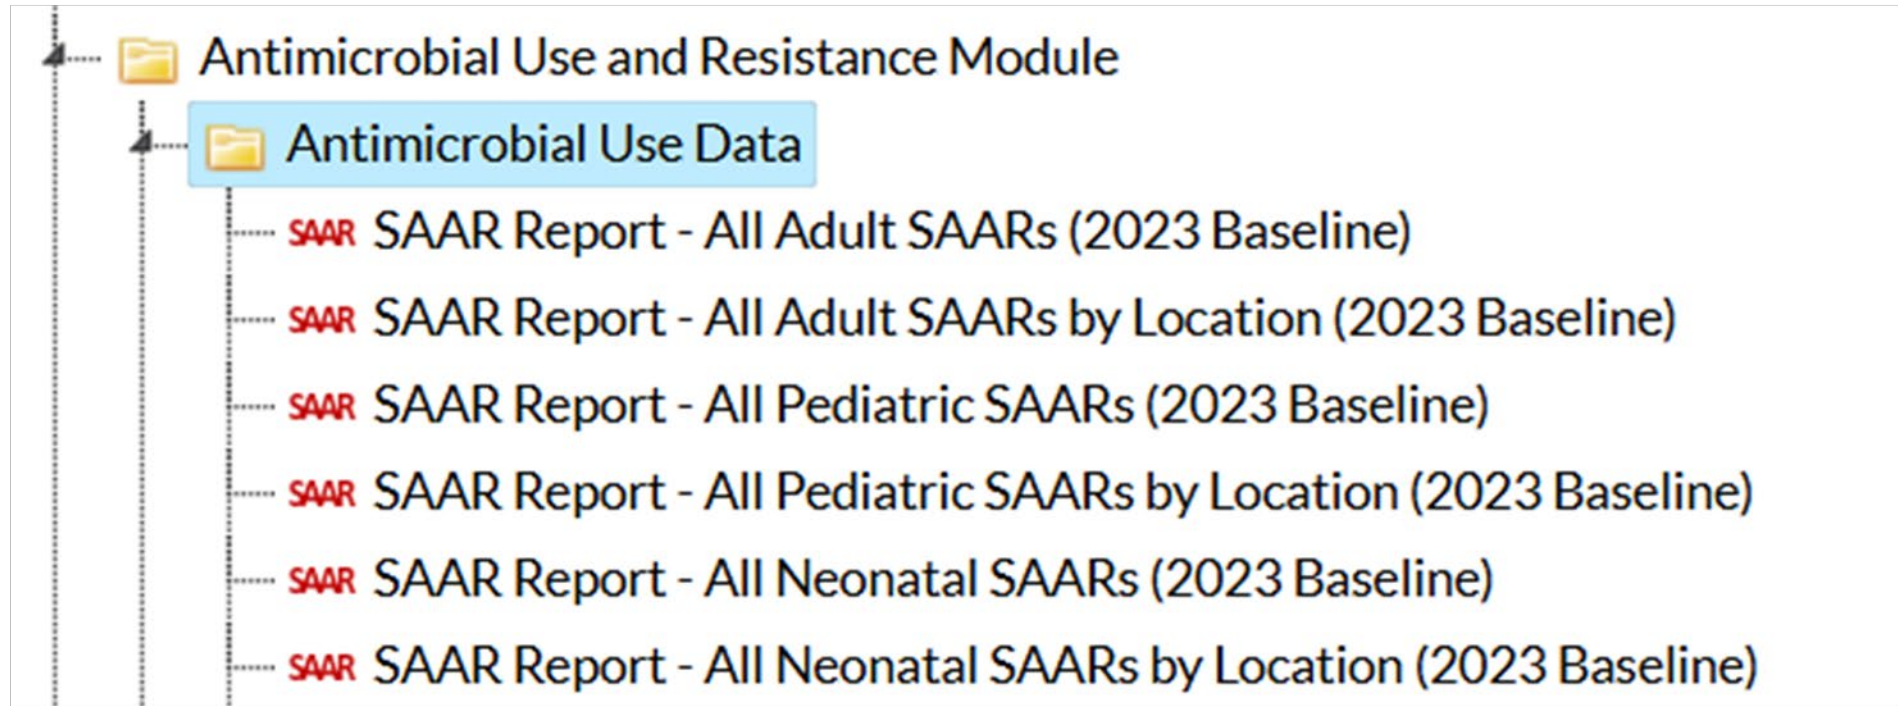 Antimicrobial Use and Resistance Module
Antimicrobial Use Data
SAAR SAAR Report - All Adult SAARs (2023 Baseline)
SAAR SAAR Report - All Adult SAARs by Location (2023 Baseline)
SAAR SAAR Report - All Pediatric SAARs (2023 Baseline)
SAAR SAAR Report - All Pediatric SAARs by Location (2023 Baseline)
SAAR SAAR Report - All Neonatal SAARs (2023 Baseline)
SAAR SAAR Report - All Neonatal SAARs by Location (2023 Baseline)